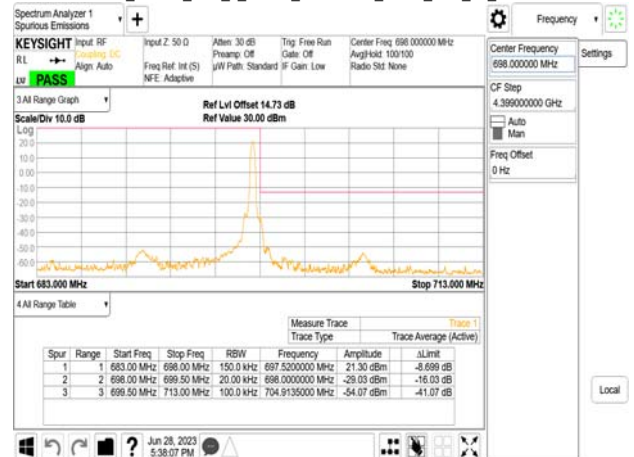 Spectrum Analyzer 1
Spurious Emissions
+
Frequency
KEYSIGHT Input: RF Input Z: 50 Ω Atten: 30 dB Trig: Free Run Center Freq: 698.000000 MHz
RL Coupling: DC Preamp: Off Gate: Off Avg|Hold: 100/100
Align: Auto Freq Ref: Int (S) µW Path: Standard IF Gain: Low Radio Std: None
NFE: Adaptive
PASS
Center Frequency
698.000000 MHz
Settings
CF Step
4.399000000 GHz
Auto
Man
Freq Offset
0 Hz
3 All Range Graph
Ref Lvl Offset 14.73 dB
Scale/Div 10.0 dB Ref Value 30.00 dBm
Log
20.0
10.0
0.00
-10.0
-20.0
-30.0
-40.0
-50.0
-60.0
Start 683.000 MHz Stop 713.000 MHz
4 All Range Table
Measure Trace Trace 1
Trace Type Trace Average (Active)
Spur Range Start Freq Stop Freq RBW Frequency Amplitude ΔLimit
1 1 683.00 MHz 698.00 MHz 150.0 kHz 697.5200000 MHz 21.30 dBm -8.699 dB
2 2 698.00 MHz 699.50 MHz 20.00 kHz 698.0000000 MHz -29.03 dBm -16.03 dB
3 3 699.50 MHz 713.00 MHz 100.0 kHz 704.9135000 MHz -54.07 dBm -41.07 dB
Local
?
Jun 28, 2023
5:38:07 PM